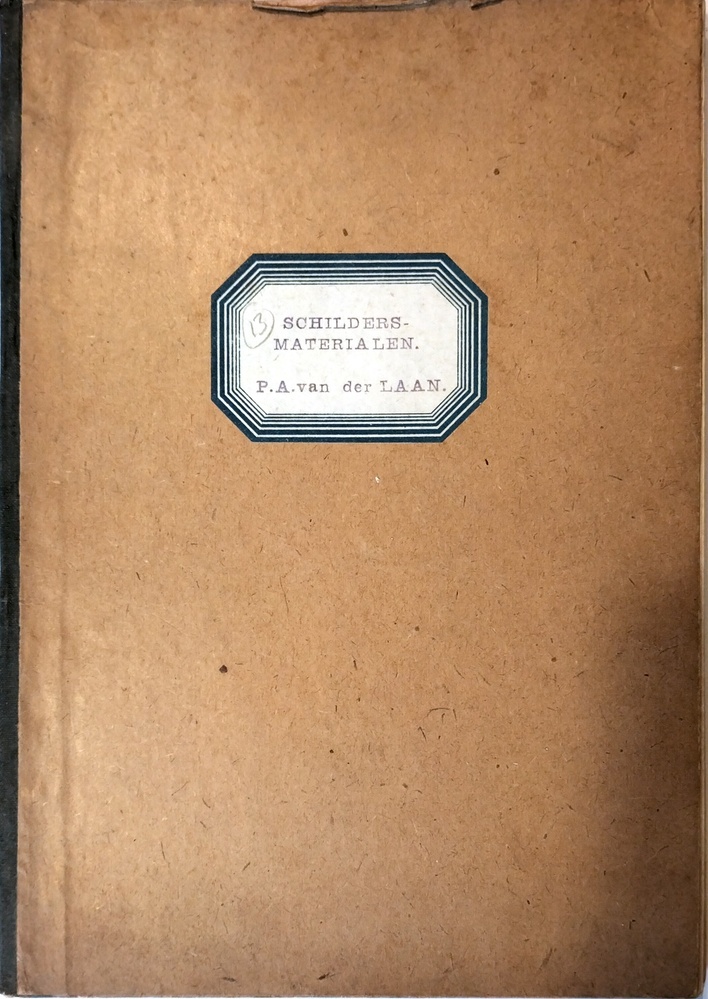 13
SCHILDERS-
MATERIALEN.
P.A.van der LAAN.